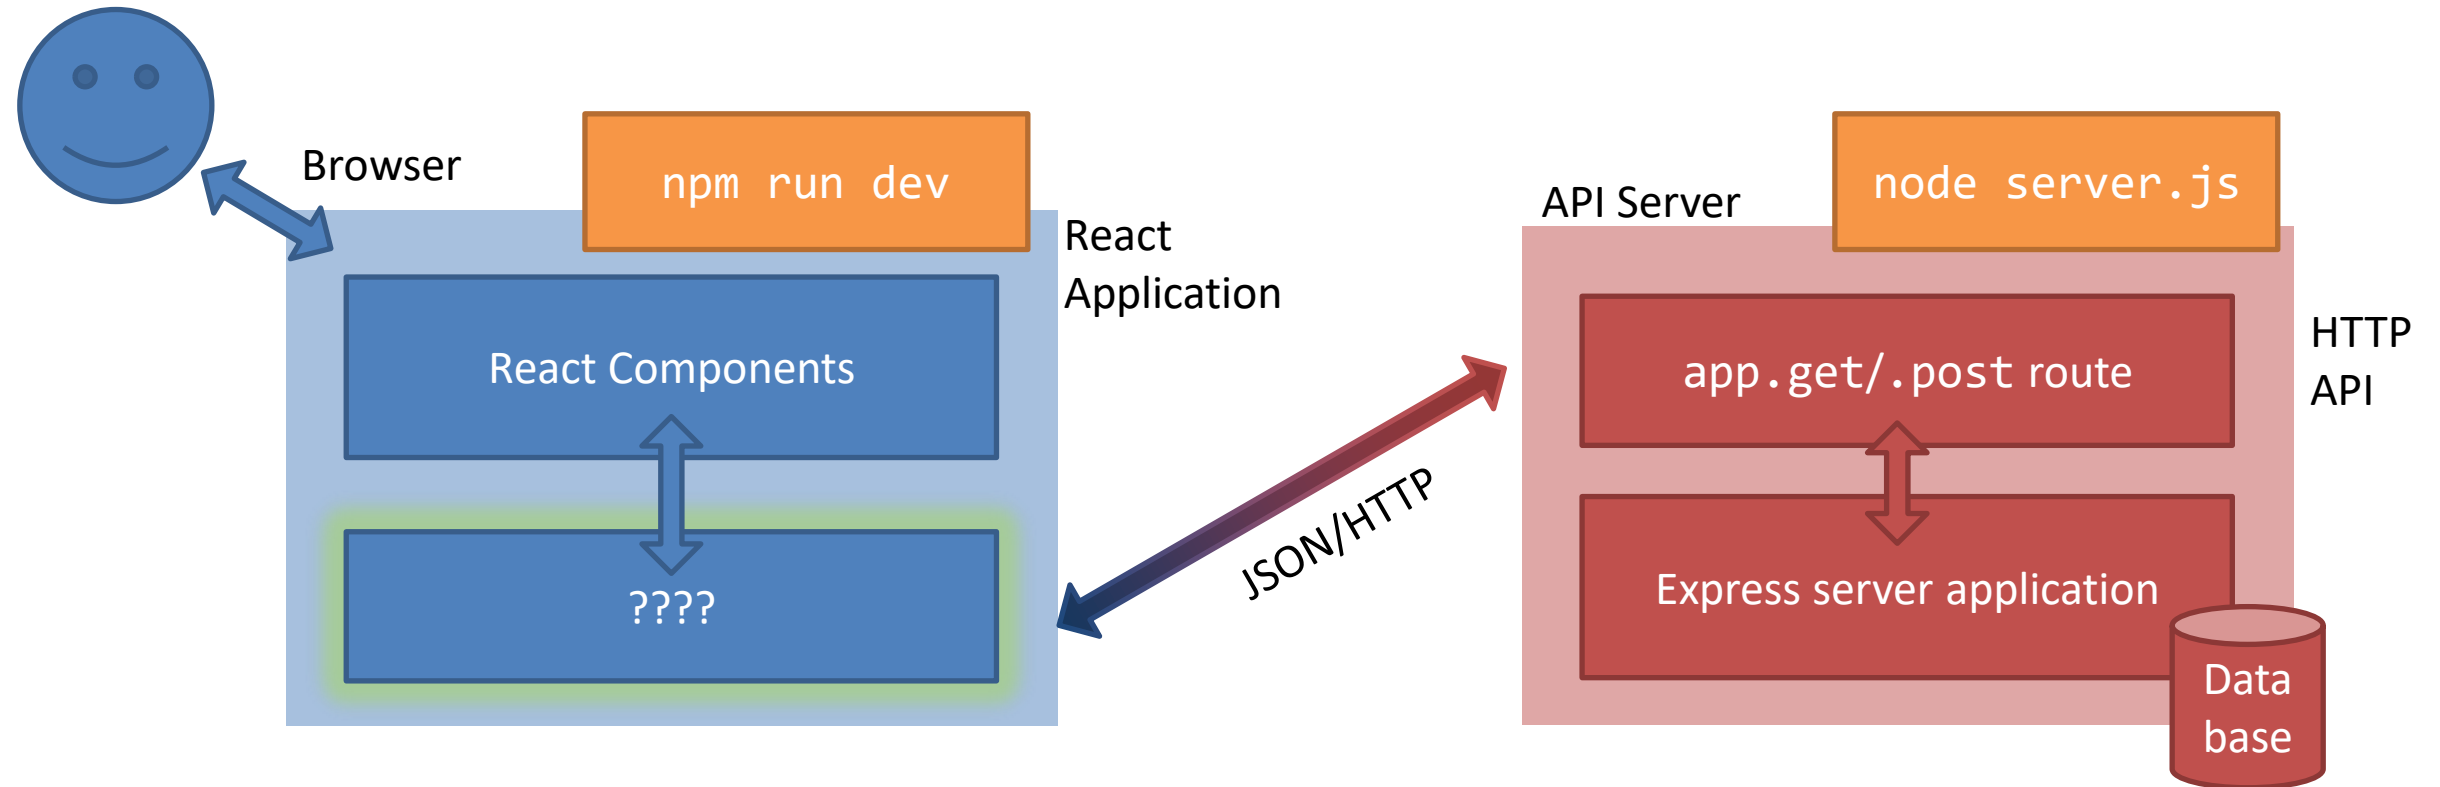 Browser
npm run dev
React
Application
React Components
????
JSON/HTTP
API Server
node server.js
HTTP
API
app.get/.post route
Express server application
Data
base